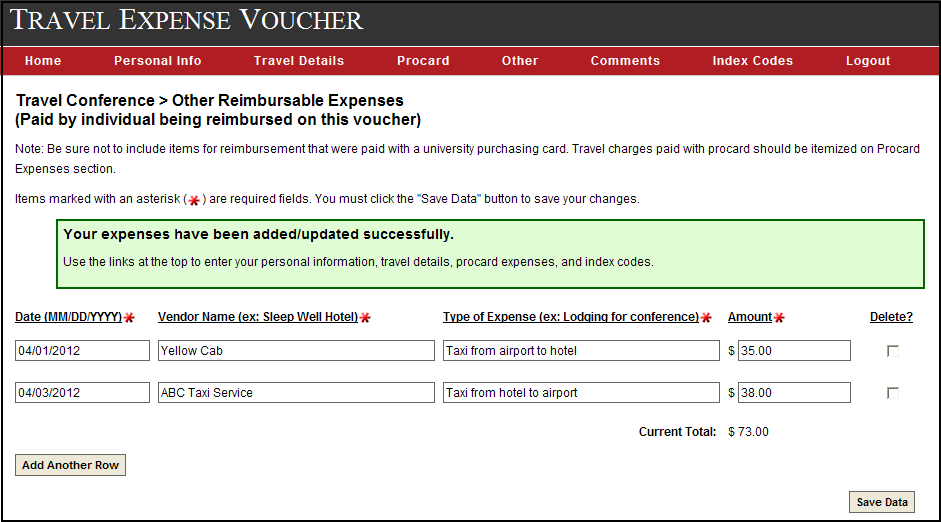 TRAVEL EXPENSE VOUCHER
Home Personal Info Travel Details Procard Other Comments Index Codes Logout
Travel Conference > Other Reimbursable Expenses
(Paid by individual being reimbursed on this voucher)
Note: Be sure not to include items for reimbursement that were paid with a university purchasing card. Travel charges paid with procard should be itemized on Procard
Expenses section.
Items marked with an asterisk (*) are required fields. You must click the "Save Data" button to save your changes.
Your expenses have been added/updated successfully.
Use the links at the top to enter your personal information, travel details, procard expenses, and index codes.
Date (MM/DD/YYYY)* Vendor Name (ex: Sleep Well Hotel)* Type of Expense (ex: Lodging for conference)* Amount* Delete?
04/01/2012 Yellow Cab Taxi from airport to hotel $ 35.00
04/03/2012 ABC Taxi Service Taxi from hotel to airport $ 38.00
Current Total: $ 73.00
Add Another Row
Save Data